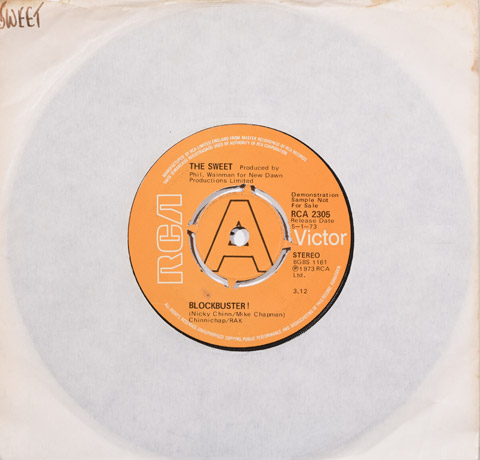 SWEET
THE SWEET Produced by
Phil. Wainman for New Dawn
Productions Limited
Demonstration
Sample Not
For Sale
RCA 2305
Release Date
5-1-73
RCA
A
Victor
STEREO
BGBS 1161
Ⓟ 1973 RCA
Ltd.
3.12
BLOCKBUSTER!
(Nicky Chinn/Mike Chapman)
Chinnichap/RAK